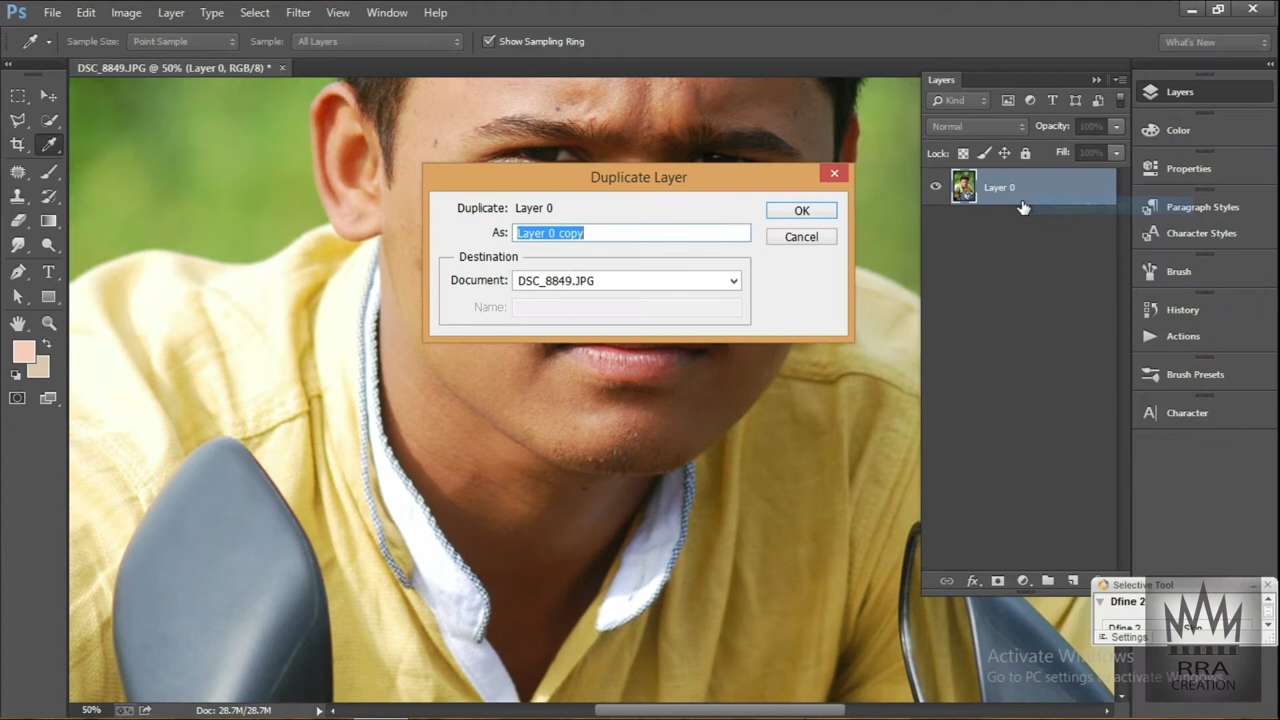 Ps File Edit Image Layer Type Select Filter View Window Help
Sample Size: Point Sample Sample: All Layers Show Sampling Ring What's New
DSC_8849.JPG @ 50% (Layer 0, RGB/8) * ×
Layers
Kind
Normal Opacity: 100%
Lock: Fill: 100%
Layer 0
Layers
Color
Properties
Paragraph Styles
Character Styles
Brush
History
Actions
Brush Presets
Character
Duplicate Layer
Duplicate: Layer 0
As: Layer 0 copy
Destination
Document: DSC_8849.JPG
Name:
OK
Cancel
Selective Tool
Dfine 2
Dfine 2
Settings
Activate Windows
Go to PC settings to activate Windows.
RRA
CREATION
50% Doc: 28.7M/28.7M